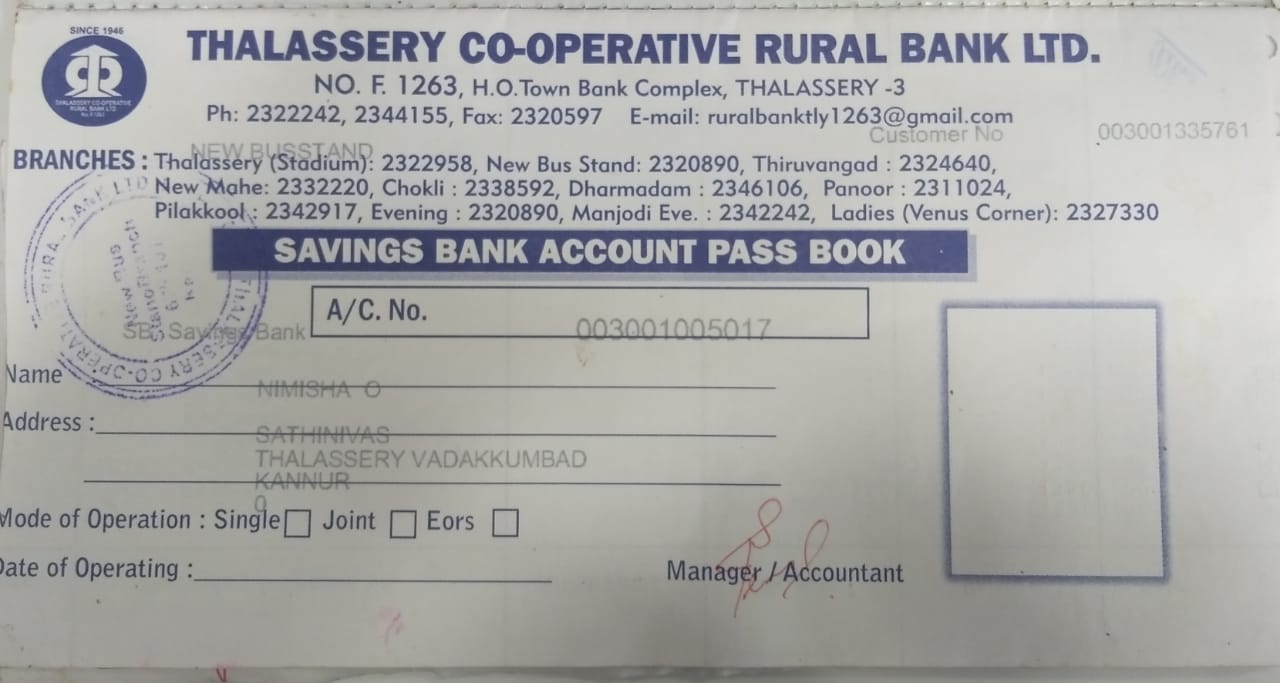 SINCE 1946
THALASSERY CO-OPERATIVE
RURAL BANK LTD
No. F.1263
THALASSERY CO-OPERATIVE RURAL BANK LTD.
NO. F. 1263, H.O.Town Bank Complex, THALASSERY -3
Ph: 2322242, 2344155, Fax: 2320597 E-mail: ruralbanktly1263@gmail.com
Customer No 003001335761
NEW BUSSTAND
BRANCHES : Thalassery (Stadium): 2322958, New Bus Stand: 2320890, Thiruvangad : 2324640,
New Mahe: 2332220, Chokli : 2338592, Dharmadam : 2346106, Panoor : 2311024,
Pilakkool : 2342917, Evening : 2320890, Manjodi Eve. : 2342242, Ladies (Venus Corner): 2327330
SAVINGS BANK ACCOUNT PASS BOOK
THALASSERY CO-OPERATIVE RURAL BANK LTD
New Bus
Stand Branch
A/C. No.
SB: Savings Bank 003001005017
Name NIMISHA O
Address :
SATHINIVAS
THALASSERY VADAKKUMBAD
KANNUR
0
Mode of Operation : Single Joint Eors
Date of Operating :
Manager / Accountant